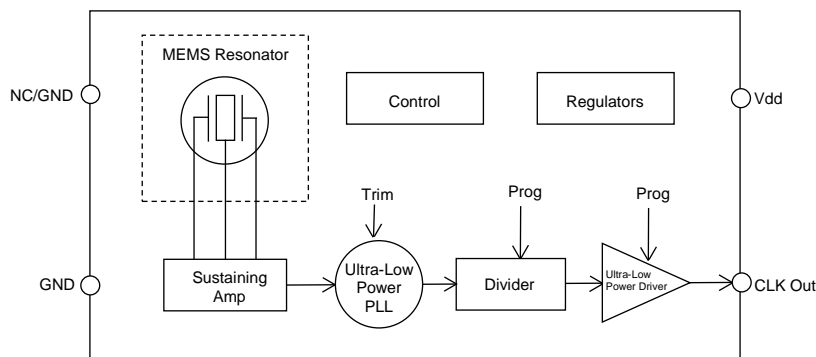 MEMS Resonator
NC/GND
Control
Regulators
Vdd
Trim
Prog
Prog
GND
Sustaining
Amp
Ultra-Low
Power
PLL
Divider
Ultra-Low
Power Driver
CLK Out